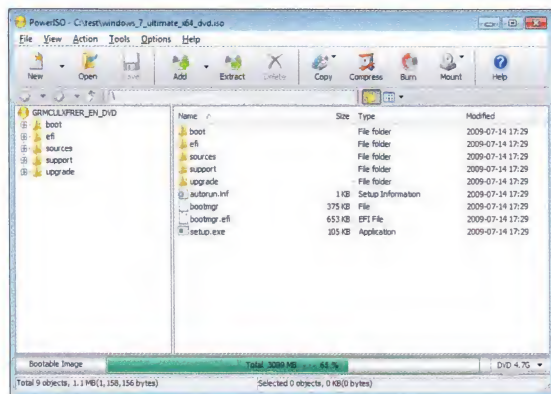 PowerISO - C:\test\windows_7_ultimate_x64_dvd.iso
File View Action Tools Options Help
New Open Save Add Extract Delete Copy Compress Burn Mount Help
\
GRMCULXFRER_EN_DVD
boot
efi
sources
support
upgrade
Name Size Type Modified
boot File folder 2009-07-14 17:29
efi File folder 2009-07-14 17:29
sources File folder 2009-07-14 17:29
support File folder 2009-07-14 17:29
upgrade File folder 2009-07-14 17:29
autorun.inf 1 KB Setup Information 2009-07-14 17:29
bootmgr 375 KB File 2009-07-14 17:29
bootmgr.efi 653 KB EFI File 2009-07-14 17:29
setup.exe 105 KB Application 2009-07-14 17:29
Bootable Image Total 3089 MB --- 65 % DVD 4.7G
Total 9 objects, 1.1 MB(1,158,156 bytes) Selected 0 objects, 0 KB(0 bytes)